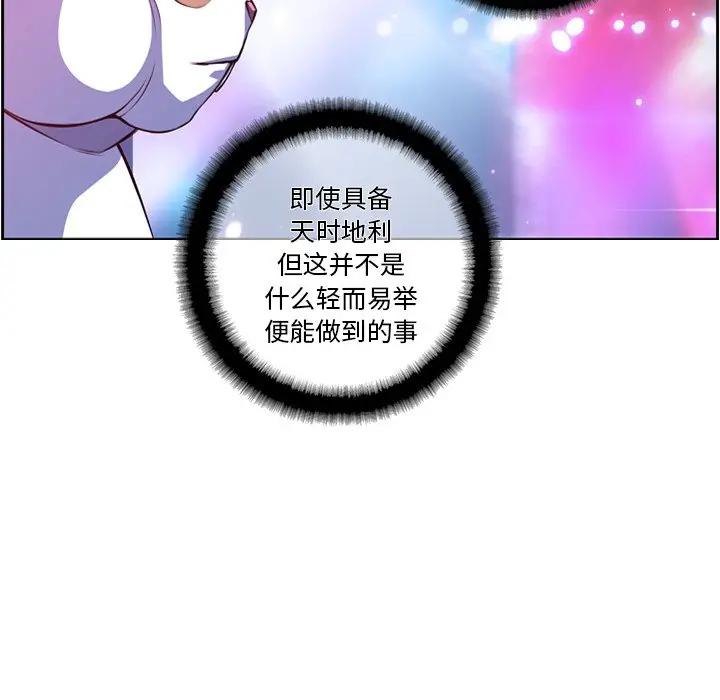 即使具备
天时地利
但这并不是
什么轻而易举
便能做到的事